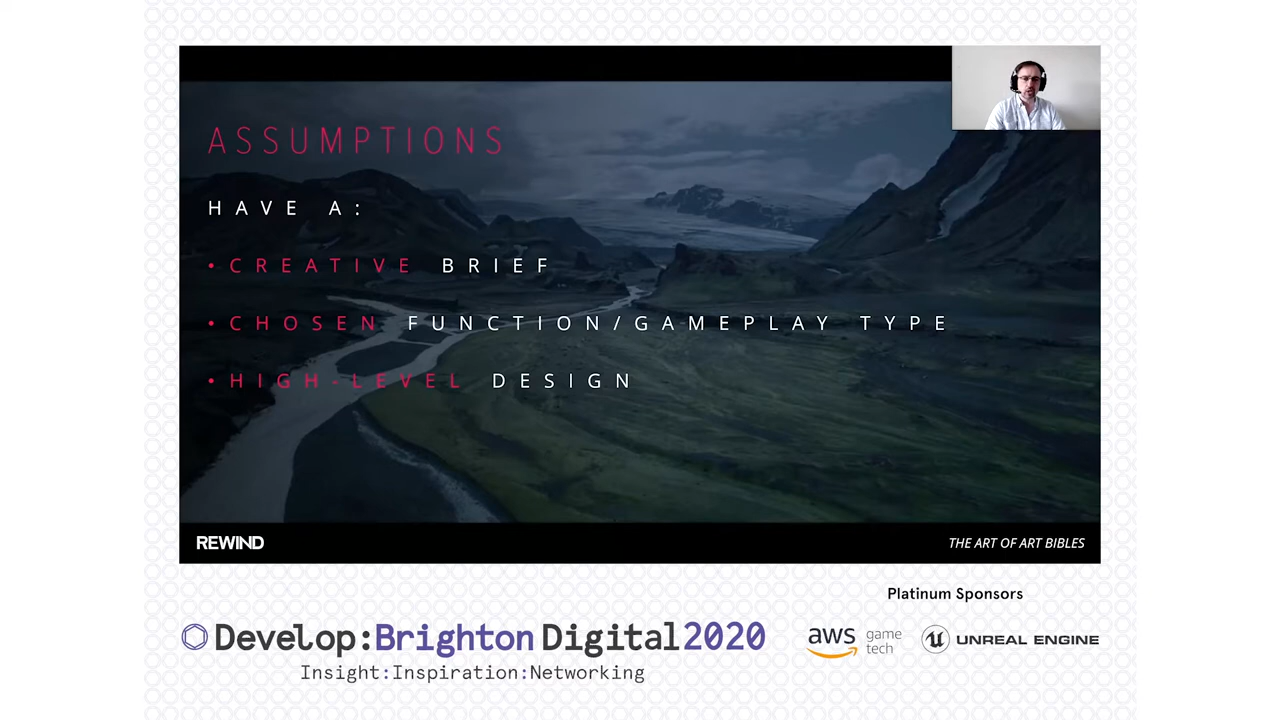 ASSUMPTIONS
HAVE A:
• CREATIVE BRIEF
• CHOSEN FUNCTION/GAMEPLAY TYPE
• HIGH-LEVEL DESIGN
REWIND
THE ART OF ART BIBLES
Platinum Sponsors
Develop:Brighton Digital 2020
Insight:Inspiration:Networking
aws game tech
UNREAL ENGINE